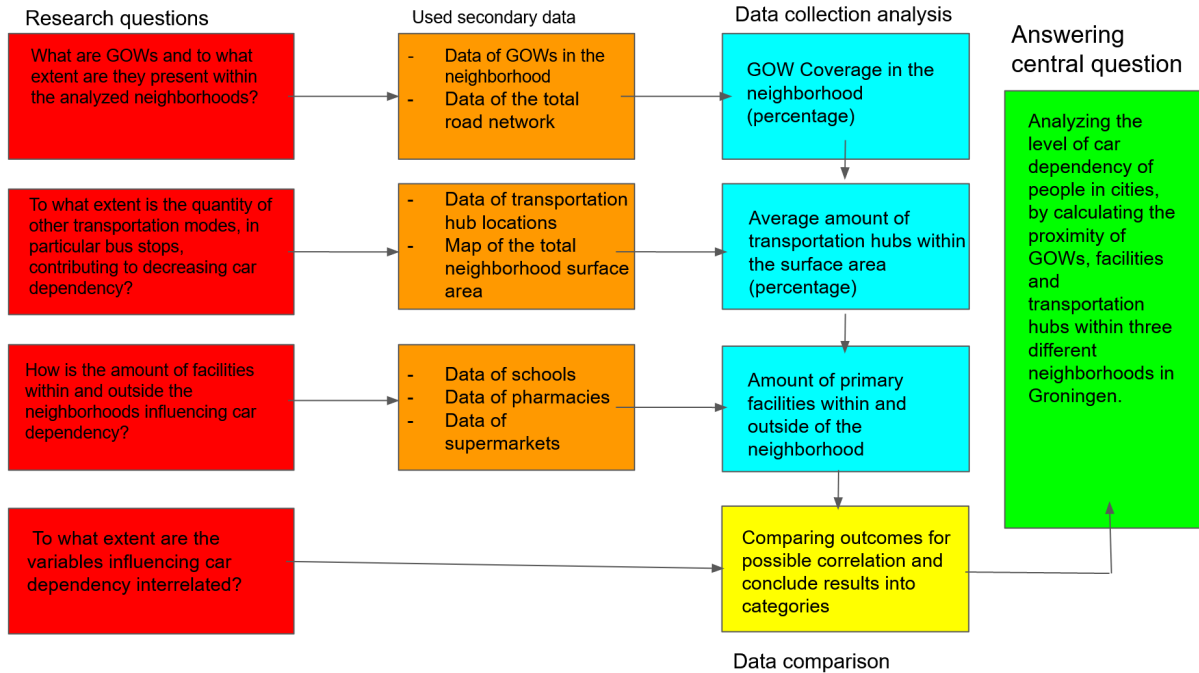 Research questions
What are GOWs and to what
extent are they present within
the analyzed neighborhoods?
To what extent is the quantity of
other transportation modes, in
particular bus stops,
contributing to decreasing car
dependency?
How is the amount of facilities
within and outside the
neighborhoods influencing car
dependency?
To what extent are the
variables influencing car
dependency interrelated?
Used secondary data
- Data of GOWs in the
neighborhood
- Data of the total
road network
- Data of transportation
hub locations
- Map of the total
neighborhood surface
area
- Data of schools
- Data of pharmacies
- Data of
supermarkets
Data collection analysis
GOW Coverage in the
neighborhood
(percentage)
Average amount of
transportation hubs within
the surface area
(percentage)
Amount of primary
facilities within and
outside of the
neighborhood
Comparing outcomes for
possible correlation and
conclude results into
categories
Data comparison
Answering
central question
Analyzing the
level of car
dependency of
people in cities,
by calculating the
proximity of
GOWs, facilities
and
transportation
hubs within three
different
neighborhoods in
Groningen.